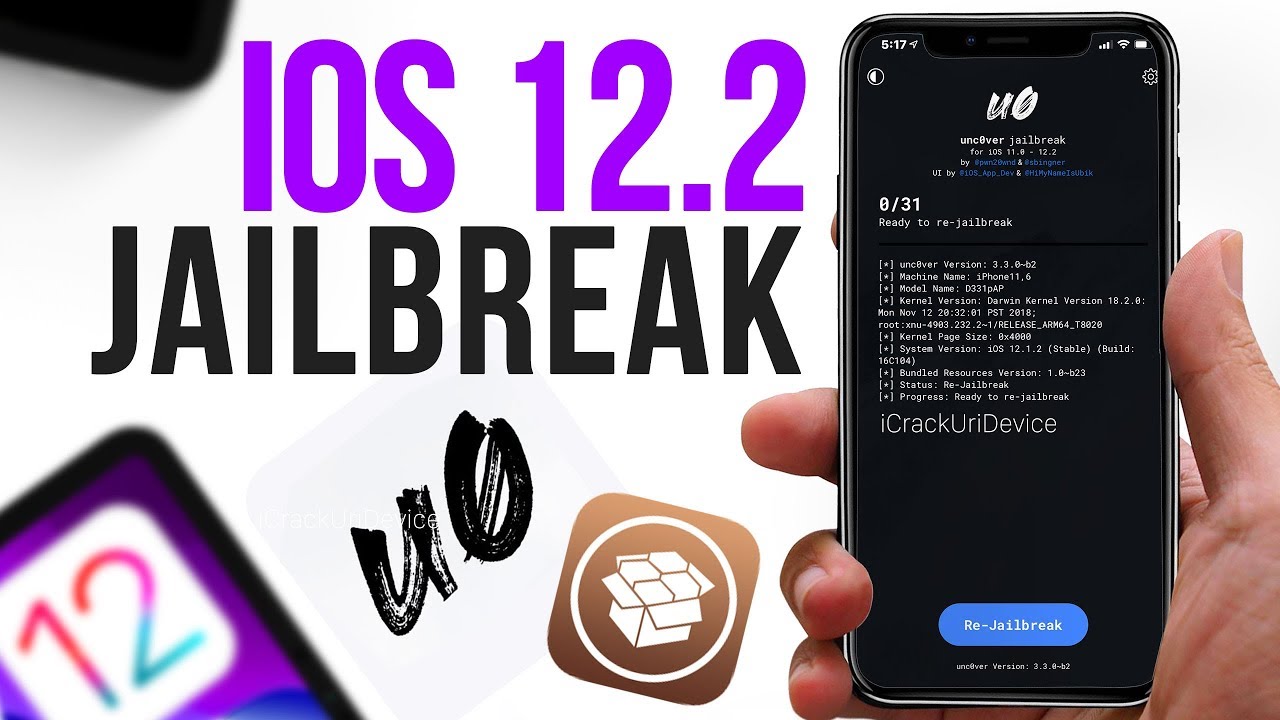 IOS 12.2
JAILBREAK
5:17
u0
unc0ver jailbreak
for iOS 11.0 - 12.2
by @pwn20wnd & @sbingner
UI by @iOS_App_Dev & @HiMyNameIsUbik
0/31
Ready to re-jailbreak
[*] unc0ver Version: 3.3.0~b2
[*] Machine Name: iPhone11,6
[*] Model Name: D331pAP
[*] Kernel Version: Darwin Kernel Version 18.2.0:
Mon Nov 12 20:32:01 PST 2018;
root:xnu-4903.232.2~1/RELEASE_ARM64_T8020
[*] Kernel Page Size: 0x4000
[*] System Version: iOS 12.1.2 (Stable) (Build:
16C104)
[*] Bundled Resources Version: 1.0~b23
[*] Status: Re-Jailbreak
[*] Progress: Ready to re-jailbreak
iCrackUriDevice
Re-Jailbreak
unc0ver Version: 3.3.0~b2
iCrackUriDevice
u0
12